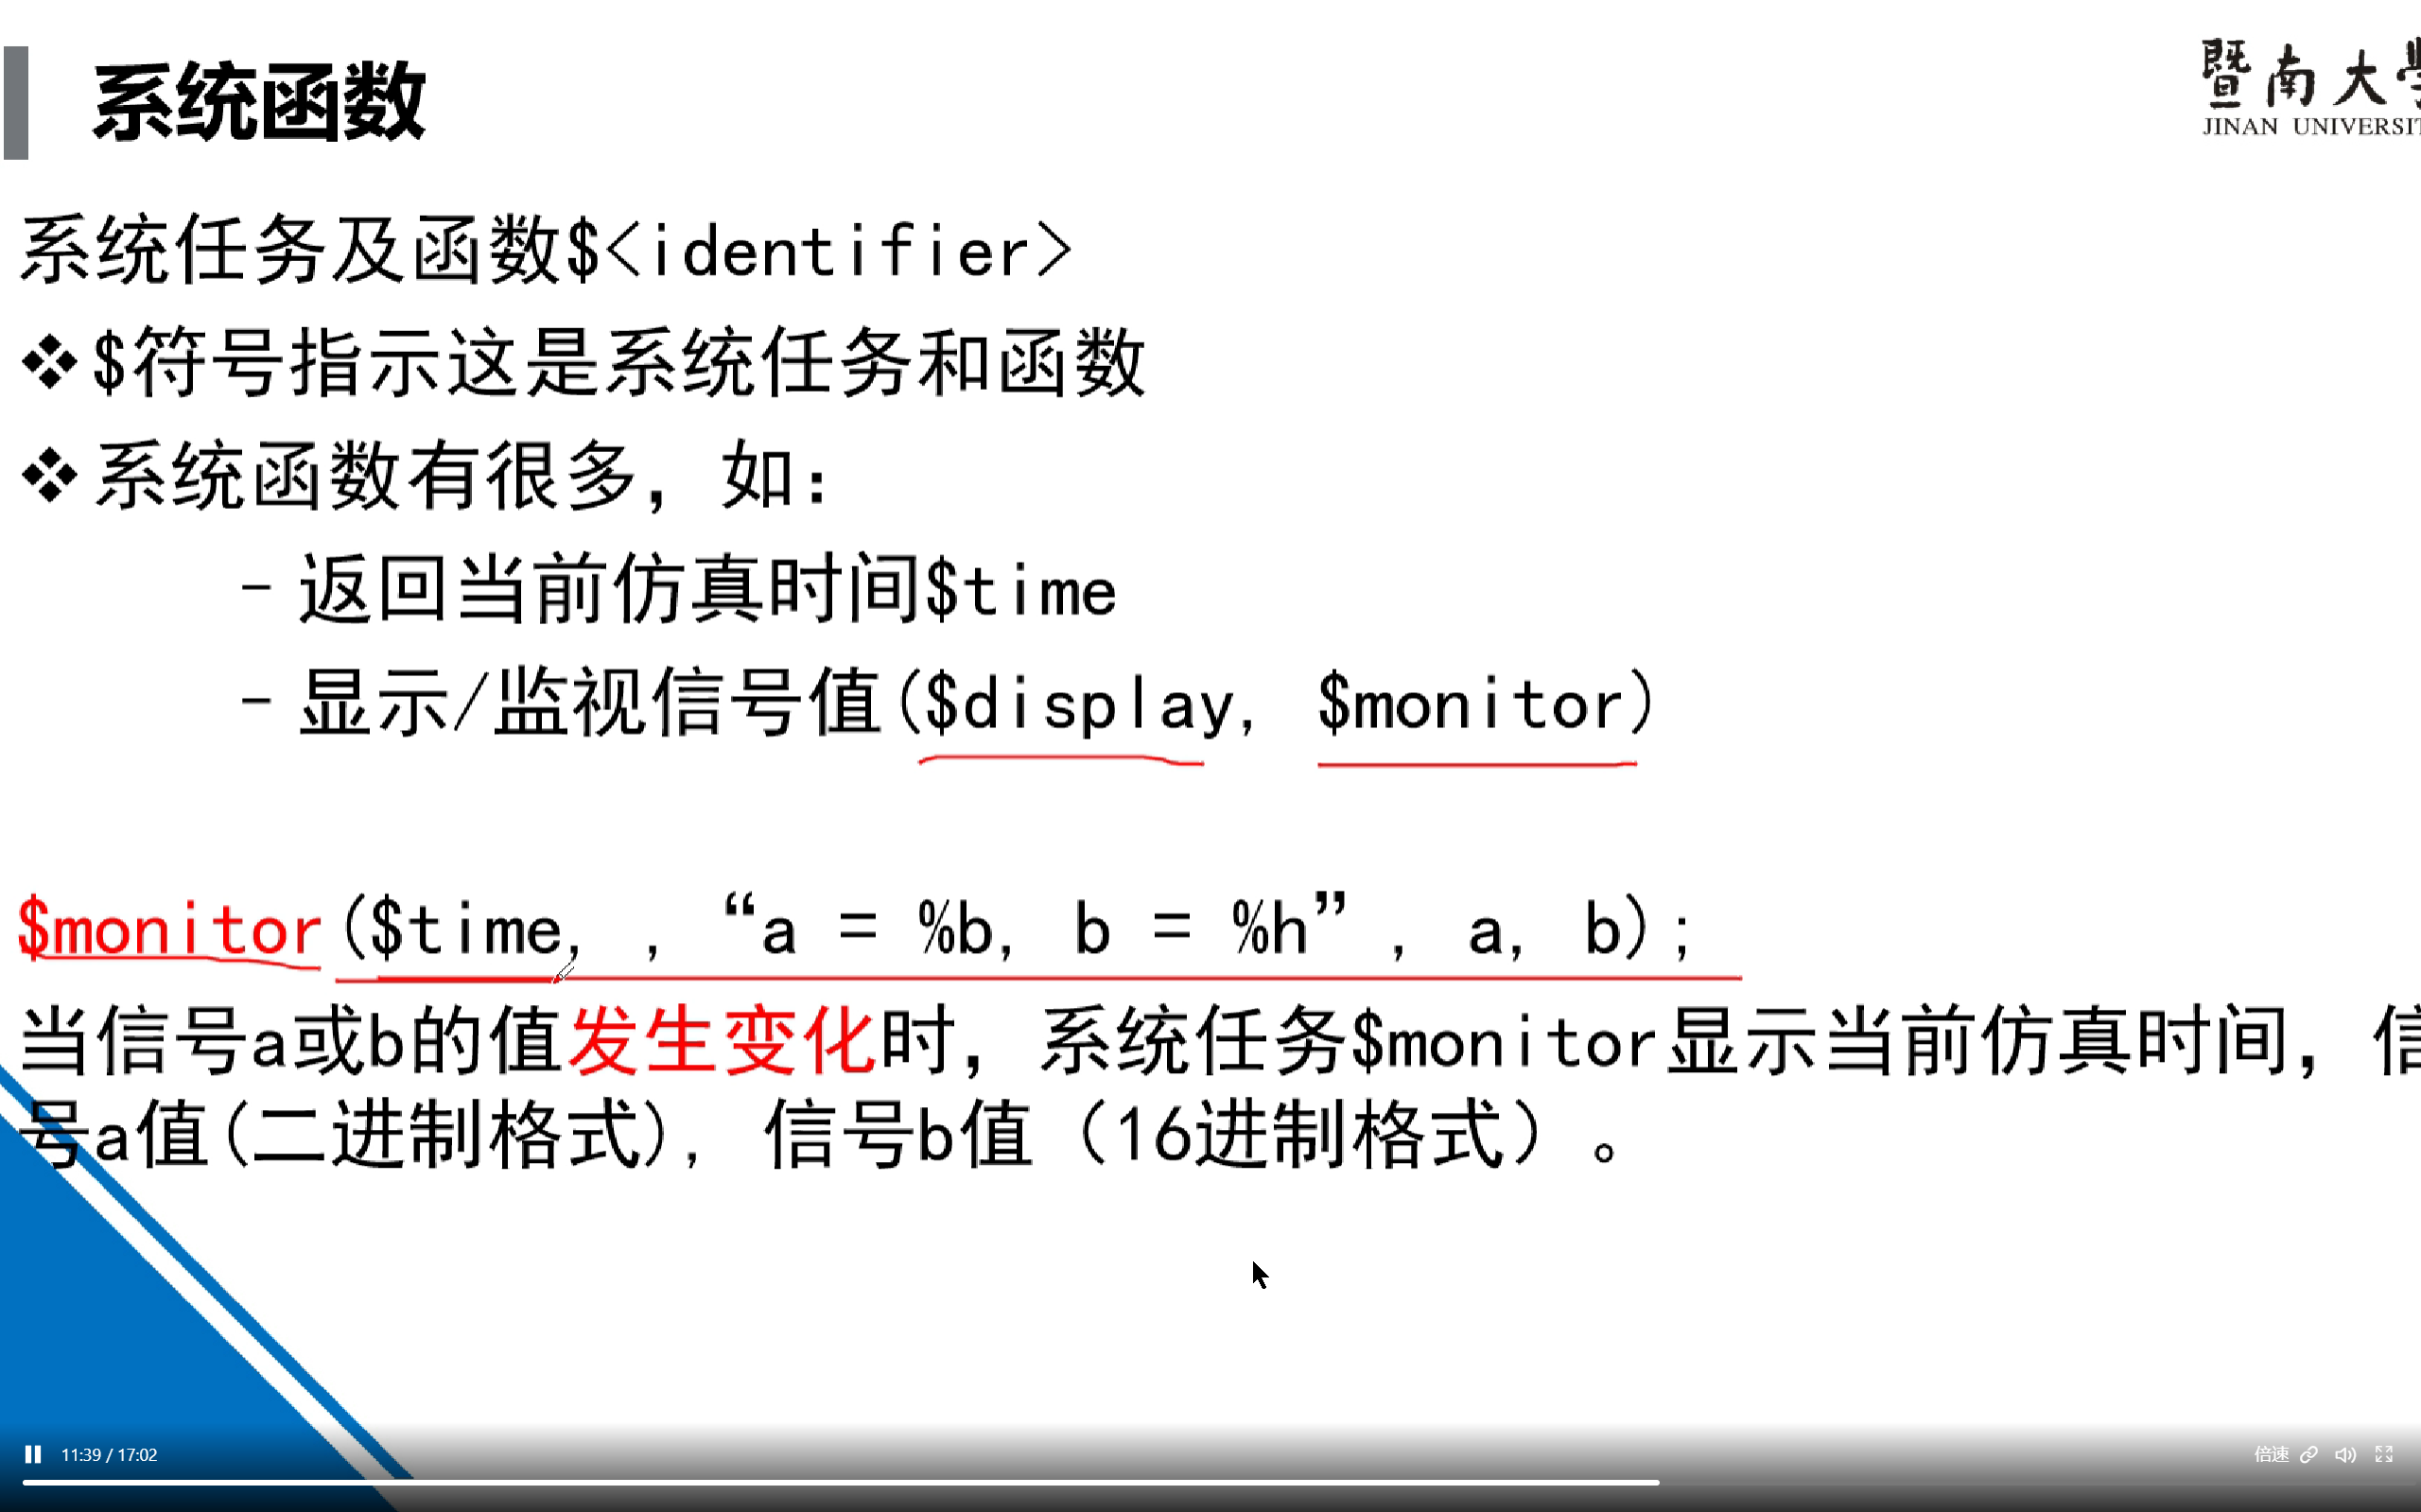 系统函数
暨南大
JINAN UNIVERSIT
系统任务及函数$<identifier>
❖$符号指示这是系统任务和函数
❖系统函数有很多，如：
- 返回当前仿真时间$time
- 显示/监视信号值($display, $monitor)
$monitor($time, , “a = %b, b = %h” , a, b);
当信号a或b的值发生变化时，系统任务$monitor显示当前仿真时间，信
号a值(二进制格式), 信号b值（16进制格式）。
11:39 / 17:02
倍速